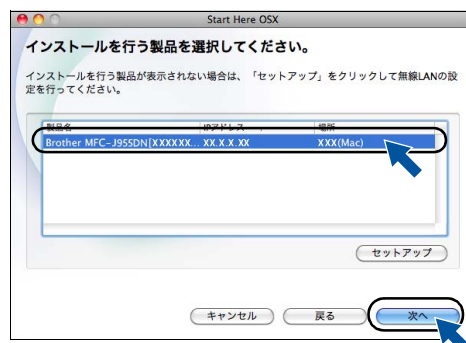 Start Here OSX
インストールを行う製品を選択してください。
インストールを行う製品が表示されない場合は、「セットアップ」をクリックして無線LANの設
定を行ってください。
製品名 IPアドレス 場所
Brother MFC-J955DN[XXXXXX... XX.X.X.XX XXX(Mac)
セットアップ
キャンセル 戻る 次へ